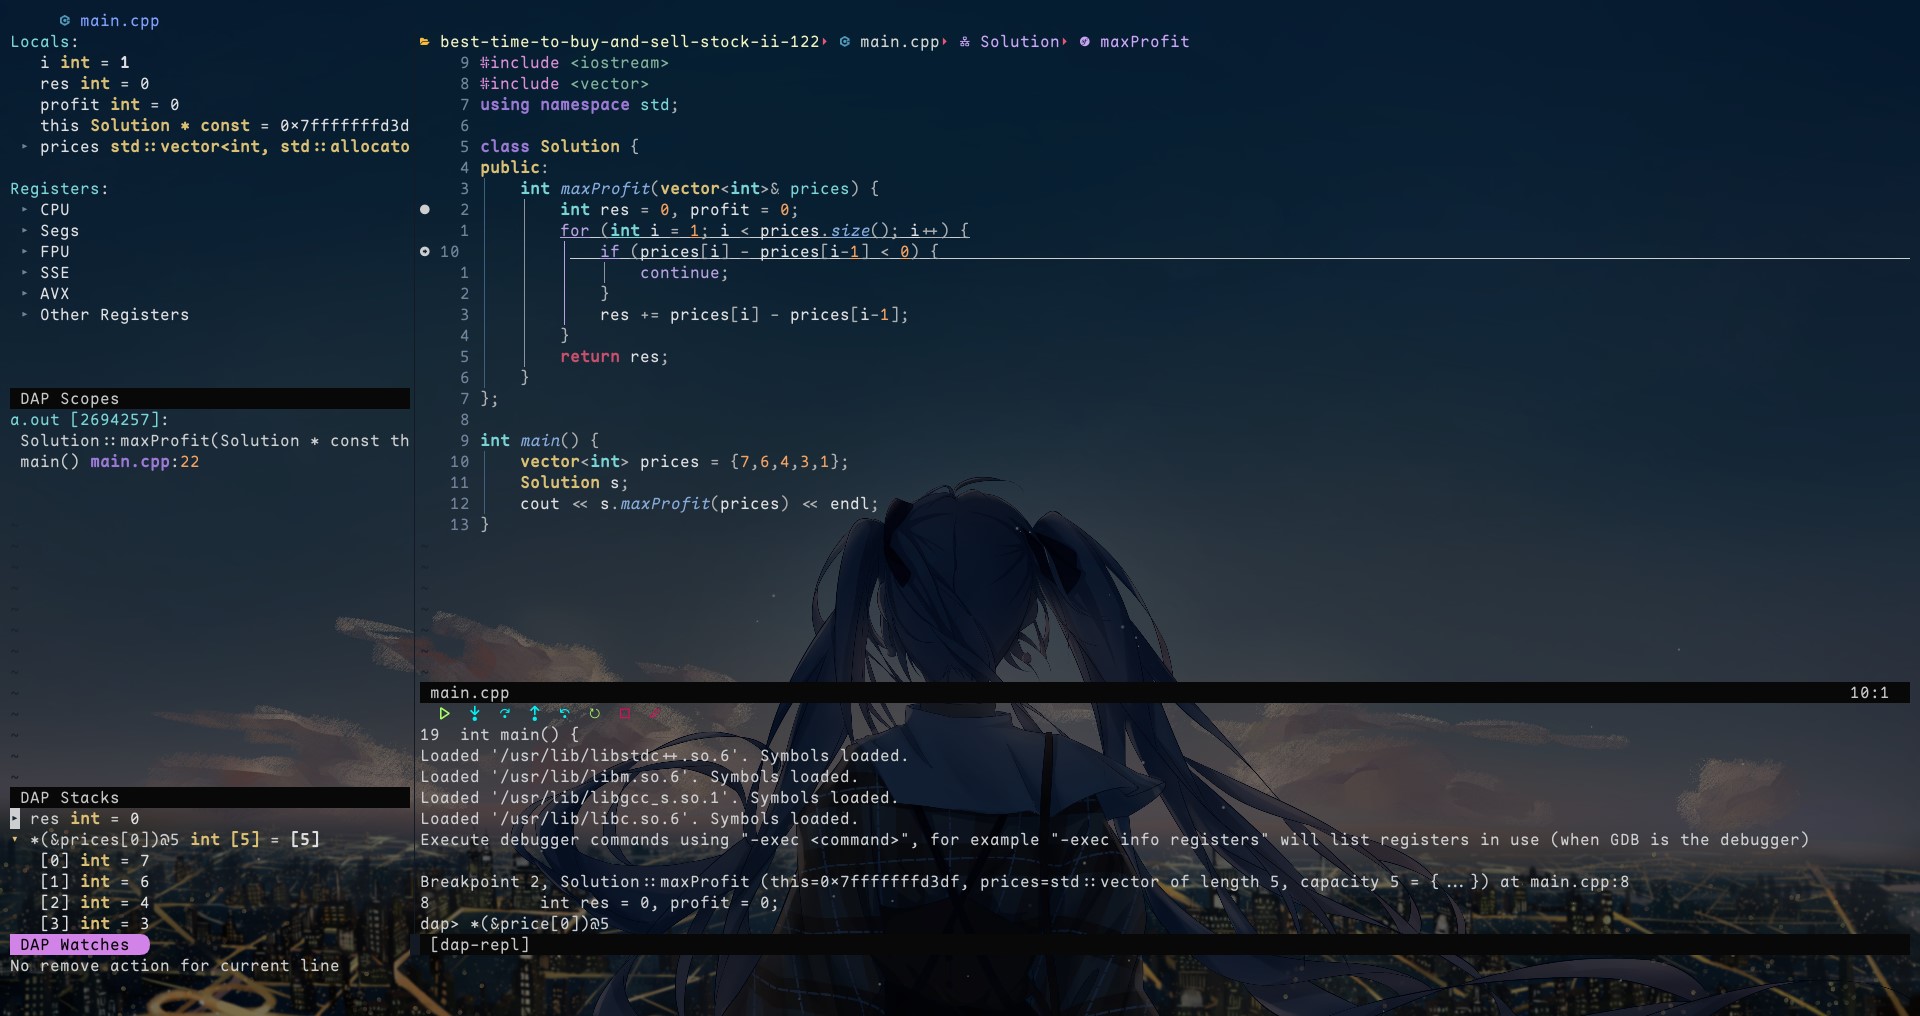 main.cpp
Locals:
i int = 1
res int = 0
profit int = 0
this Solution * const = 0×7fffffffd3d
prices std::vector<int, std::allocato
Registers:
CPU
Segs
FPU
SSE
AVX
Other Registers
DAP Scopes
a.out [2694257]:
Solution::maxProfit(Solution * const th
main() main.cpp:22
DAP Stacks
res int = 0
*(&prices[0])@5 int [5] = [5]
[0] int = 7
[1] int = 6
[2] int = 4
[3] int = 3
DAP Watches
No remove action for current line
best-time-to-buy-and-sell-stock-ii-122 main.cpp Solution maxProfit
9 #include <iostream>
8 #include <vector>
7 using namespace std;
6
5 class Solution {
4 public:
3 int maxProfit(vector<int>& prices) {
2 int res = 0, profit = 0;
1 for (int i = 1; i < prices.size(); i++) {
10 if (prices[i] - prices[i-1] < 0) {
1 continue;
2 }
3 res += prices[i] - prices[i-1];
4 }
5 return res;
6 }
7 };
8
9 int main() {
10 vector<int> prices = {7,6,4,3,1};
11 Solution s;
12 cout << s.maxProfit(prices) << endl;
13 }
main.cpp 10:1
19 int main() {
Loaded '/usr/lib/libstdc++.so.6'. Symbols loaded.
Loaded '/usr/lib/libm.so.6'. Symbols loaded.
Loaded '/usr/lib/libgcc_s.so.1'. Symbols loaded.
Loaded '/usr/lib/libc.so.6'. Symbols loaded.
Execute debugger commands using "-exec <command>", for example "-exec info registers" will list registers in use (when GDB is the debugger)
Breakpoint 2, Solution::maxProfit (this=0×7fffffffd3df, prices=std::vector of length 5, capacity 5 = {...}) at main.cpp:8
8 int res = 0, profit = 0;
dap> *(&price[0])@5
[dap-repl]